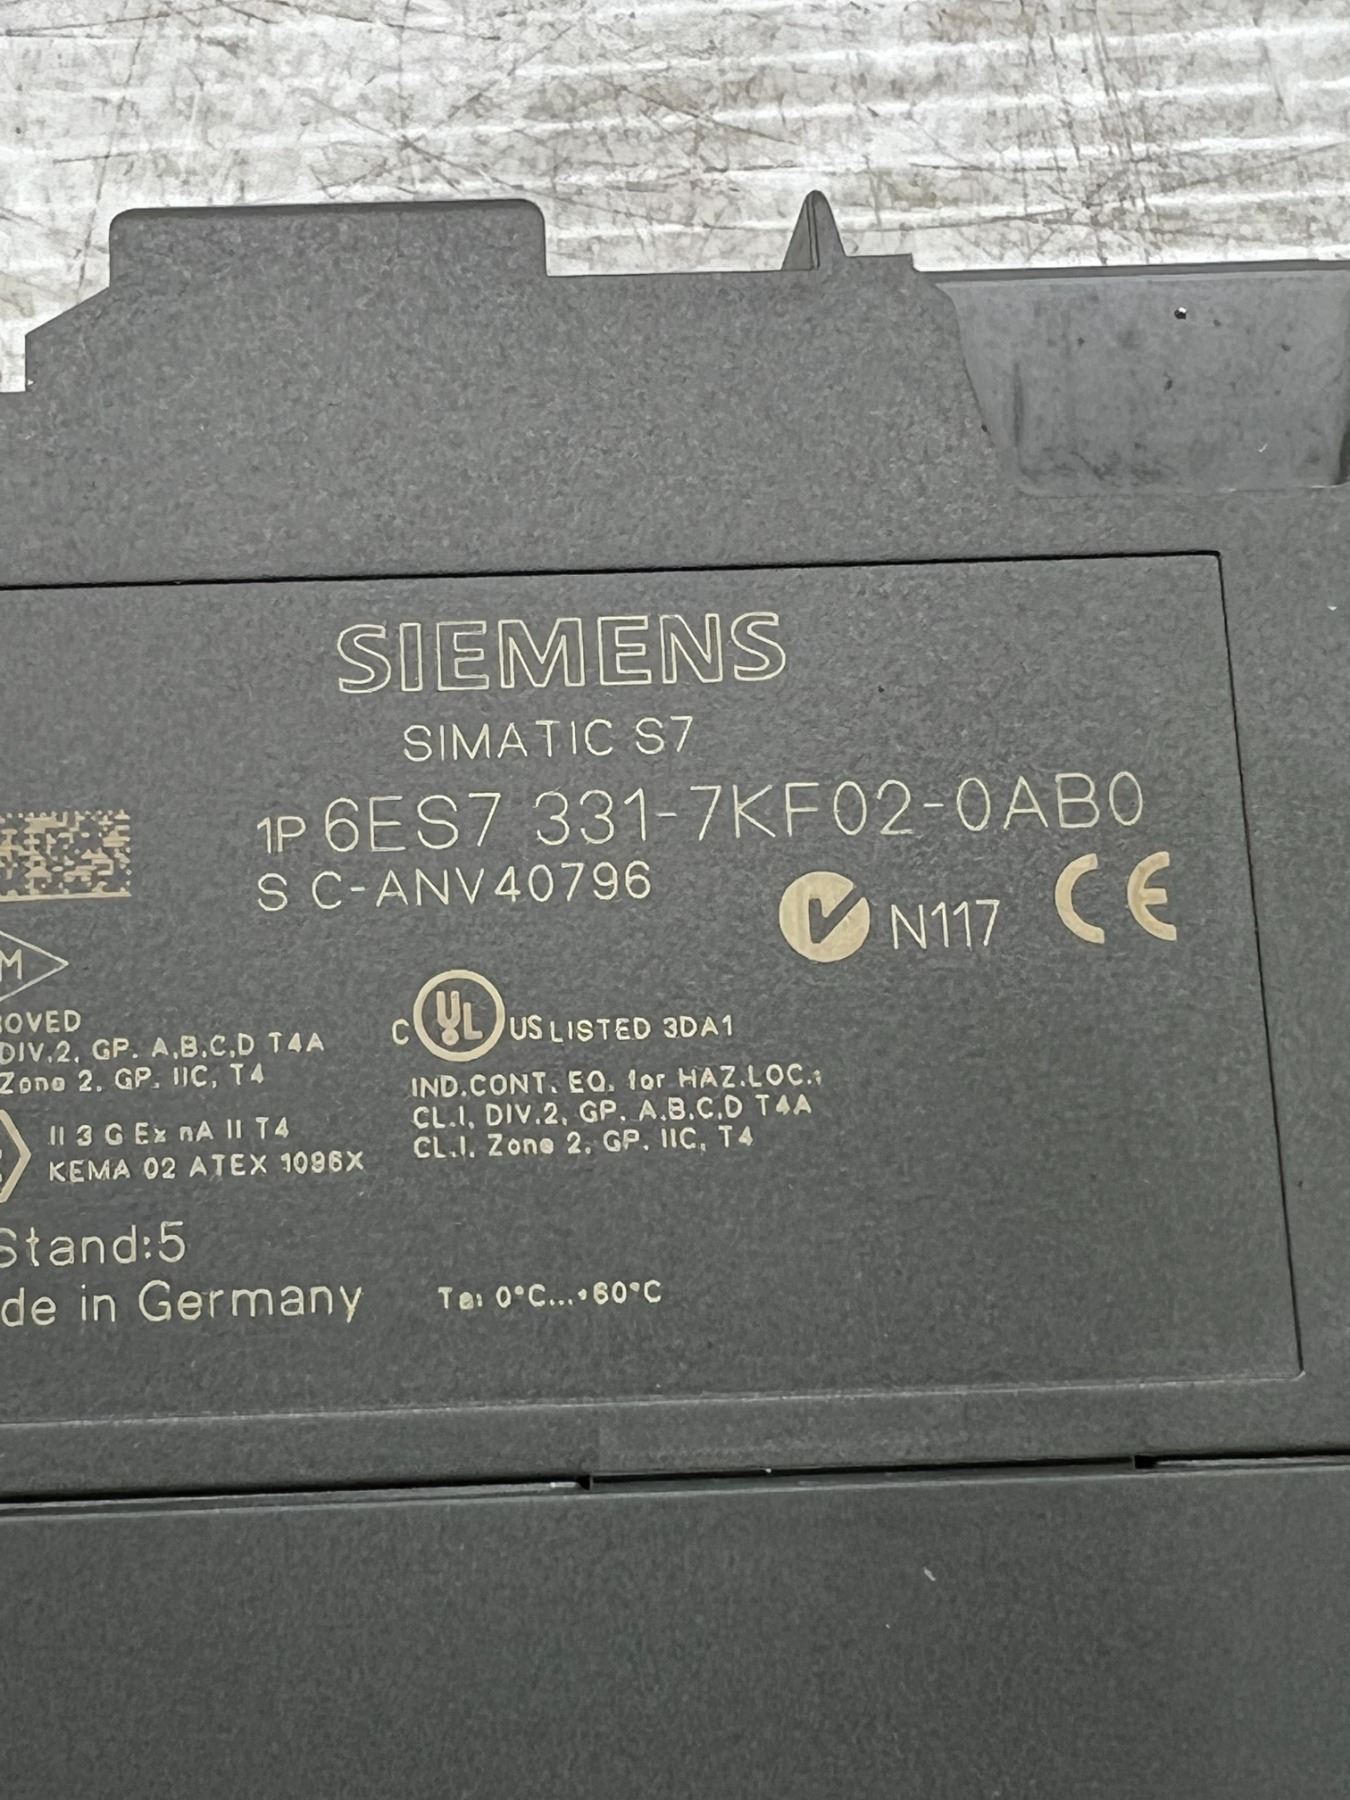 SIEMENS
SIMATIC S7
1P 6ES7 331-7KF02-0AB0
S C-ANV40796
N117 CE
M
OVED
DIV.2, GP. A,B,C,D T4A
Zone 2, GP. IIC, T4
C UL US LISTED 3DA1
IND.CONT. EQ. for HAZ.LOC.:
CL.I, DIV.2, GP. A,B,C,D T4A
CL.I, Zone 2, GP. IIC, T4
II 3 G Ex nA II T4
KEMA 02 ATEX 1096X
Stand:5
de in Germany
Ta: 0°C...+60°C